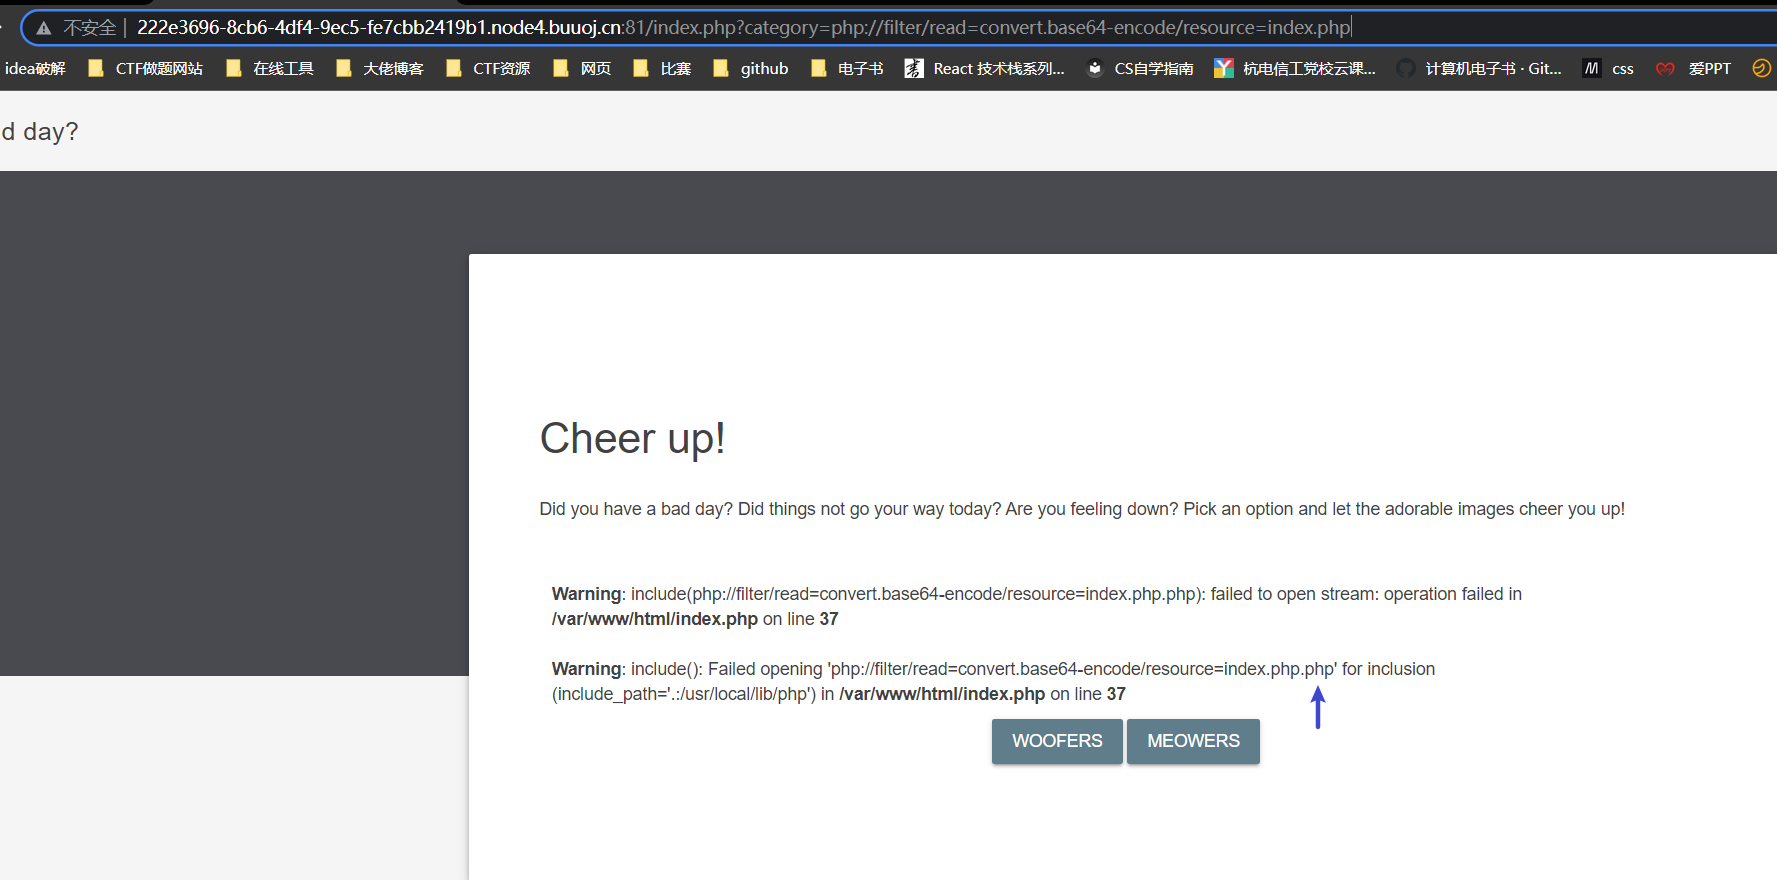 不安全 | 222e3696-8cb6-4df4-9ec5-fe7cbb2419b1.node4.buuoj.cn:81/index.php?category=php://filter/read=convert.base64-encode/resource=index.php
idea破解 CTF做题网站 在线工具 大佬博客 CTF资源 网页 比赛 github 电子书 React 技术栈系列... CS自学指南 杭电信工党校云课... 计算机电子书 · Git... css 爱PPT
d day?
Cheer up!
Did you have a bad day? Did things not go your way today? Are you feeling down? Pick an option and let the adorable images cheer you up!
Warning: include(php://filter/read=convert.base64-encode/resource=index.php.php): failed to open stream: operation failed in
/var/www/html/index.php on line 37
Warning: include(): Failed opening 'php://filter/read=convert.base64-encode/resource=index.php.php' for inclusion
(include_path='.:/usr/local/lib/php') in /var/www/html/index.php on line 37
WOOFERS MEOWERS